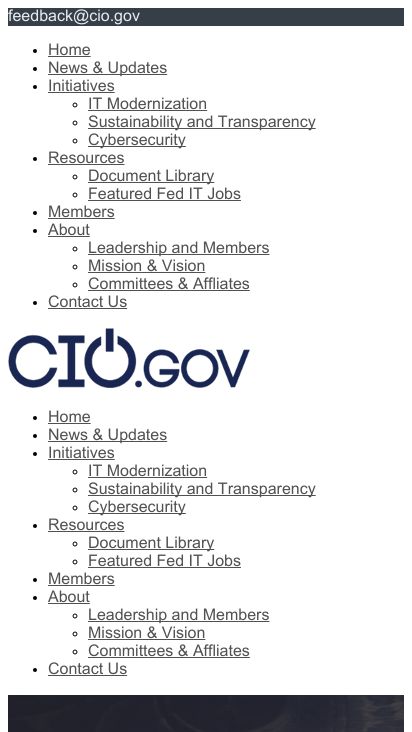 feedback@cio.gov
Home
News & Updates
Initiatives
IT Modernization
Sustainability and Transparency
Cybersecurity
Resources
Document Library
Featured Fed IT Jobs
Members
About
Leadership and Members
Mission & Vision
Committees & Affliates
Contact Us
CIO.GOV
Home
News & Updates
Initiatives
IT Modernization
Sustainability and Transparency
Cybersecurity
Resources
Document Library
Featured Fed IT Jobs
Members
About
Leadership and Members
Mission & Vision
Committees & Affliates
Contact Us